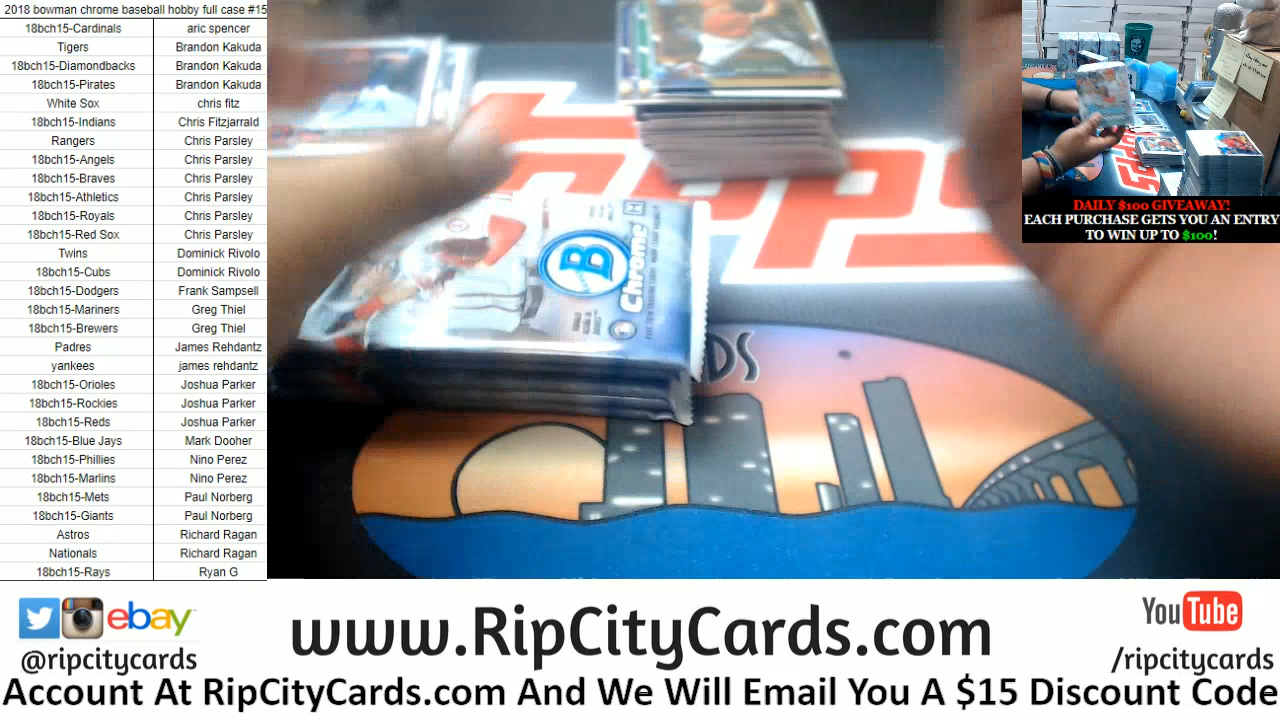 2018 bowman chrome baseball hobby full case #15
18bch15-Cardinals aric spencer
Tigers Brandon Kakuda
18bch15-Diamondbacks Brandon Kakuda
18bch15-Pirates Brandon Kakuda
White Sox chris fitz
18bch15-Indians Chris Fitzjarrald
Rangers Chris Parsley
18bch15-Angels Chris Parsley
18bch15-Braves Chris Parsley
18bch15-Athletics Chris Parsley
18bch15-Royals Chris Parsley
18bch15-Red Sox Chris Parsley
Twins Dominick Rivolo
18bch15-Cubs Dominick Rivolo
18bch15-Dodgers Frank Sampsell
18bch15-Mariners Greg Thiel
18bch15-Brewers Greg Thiel
Padres James Rehdantz
yankees james rehdantz
18bch15-Orioles Joshua Parker
18bch15-Rockies Joshua Parker
18bch15-Reds Joshua Parker
18bch15-Blue Jays Mark Dooher
18bch15-Phillies Nino Perez
18bch15-Marlins Nino Perez
18bch15-Mets Paul Norberg
18bch15-Giants Paul Norberg
Astros Richard Ragan
Nationals Richard Ragan
18bch15-Rays Ryan G
B
Chrome
DS
DAILY $100 GIVEAWAY!
EACH PURCHASE GETS YOU AN ENTRY
TO WIN UP TO $100!
ebay
@ripcitycards
www.RipCityCards.com
YouTube
/ripcitycards
Account At RipCityCards.com And We Will Email You A $15 Discount Code